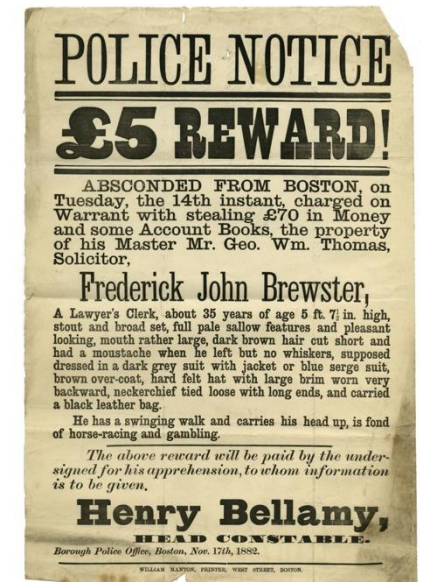 POLICE NOTICE
£5 REWARD!
ABSCONDED FROM BOSTON, on
Tuesday, the 14th instant, charged on
Warrant with stealing £70 in Money
and some Account Books, the property
of his Master Mr. Geo. Wm. Thomas,
Solicitor,
Frederick John Brewster,
A Lawyer's Clerk, about 35 years of age 5 ft. 7½ in. high,
stout and broad set, full pale sallow features and pleasant
looking, mouth rather large, dark brown hair cut short and
had a moustache when he left but no whiskers, supposed
dressed in a dark grey suit with jacket or blue serge suit,
brown over-coat, hard felt hat with large brim worn very
backward, neckerchief tied loose with long ends, and carried
a black leather bag.
He has a swinging walk and carries his head up, is fond
of horse-racing and gambling.
The above reward will be paid by the under-
signed for his apprehension, to whom information
is to be given.
Henry Bellamy,
HEAD CONSTABLE.
Borough Police Office, Boston, Nov. 17th, 1882.
WILLIAM MANTON, PRINTER, WEST STREET, BOSTON.